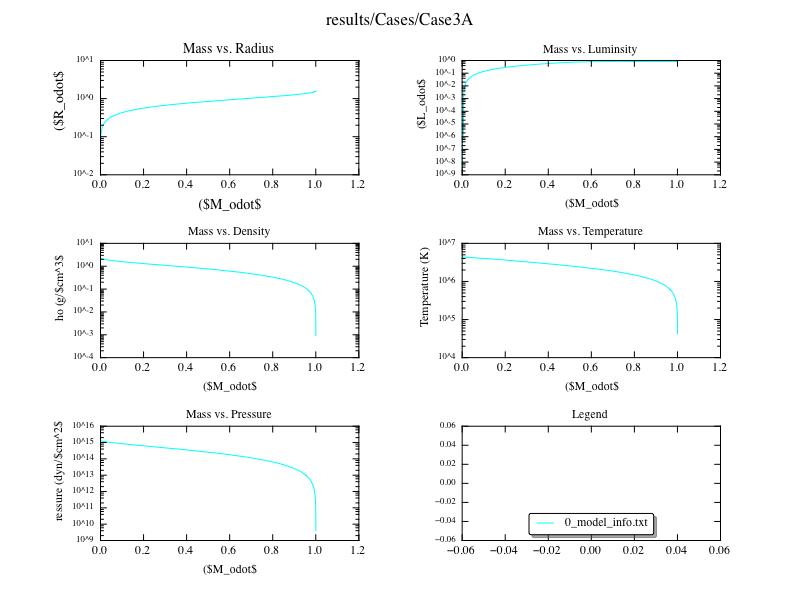 results/Cases/Case3A
Mass vs. Radius
10^1
10^0
10^-1
10^-2
($R_odot$
0.0 0.2 0.4 0.6 0.8 1.0 1.2
($M_odot$
Mass vs. Luminsity
10^0
10^-1
10^-2
10^-3
10^-4
10^-5
10^-6
10^-7
10^-8
10^-9
($L_odot$
0.0 0.2 0.4 0.6 0.8 1.0 1.2
($M_odot$
Mass vs. Density
10^1
10^0
10^-1
10^-2
10^-3
10^-4
ho (g/$cm^3$
0.0 0.2 0.4 0.6 0.8 1.0 1.2
($M_odot$
Mass vs. Temperature
10^7
10^6
10^5
10^4
Temperature (K)
0.0 0.2 0.4 0.6 0.8 1.0 1.2
($M_odot$
Mass vs. Pressure
10^16
10^15
10^14
10^13
10^12
10^11
10^10
10^9
ressure (dyn/$cm^2$
0.0 0.2 0.4 0.6 0.8 1.0 1.2
($M_odot$
Legend
0.06
0.04
0.02
0.00
−0.02
−0.04
−0.06
0_model_info.txt
−0.06 −0.04 −0.02 0.00 0.02 0.04 0.06